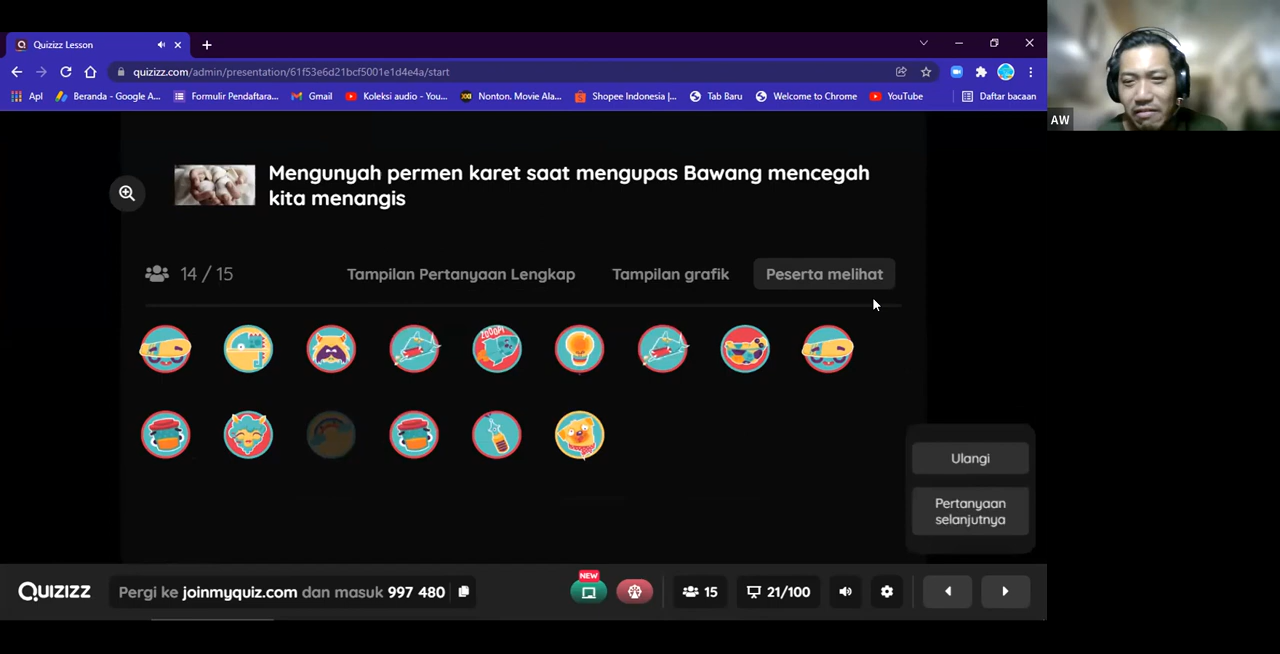 Quizizz Lesson
quizizz.com/admin/presentation/61f53e6d21bcf5001e1d4e4a/start
Apl
Beranda - Google A...
Formulir Pendaftara...
Gmail
Koleksi audio - You...
Nonton. Movie Ala...
Shopee Indonesia |...
Tab Baru
Welcome to Chrome
YouTube
Daftar bacaan
AW
Mengunyah permen karet saat mengupas Bawang mencegah
kita menangis
14 / 15
Tampilan Pertanyaan Lengkap
Tampilan grafik
Peserta melihat
ZOOOP!
Ulangi
Pertanyaan
selanjutnya
QUIZIZZ
Pergi ke joinmyquiz.com dan masuk 997 480
NEW
15
21/100